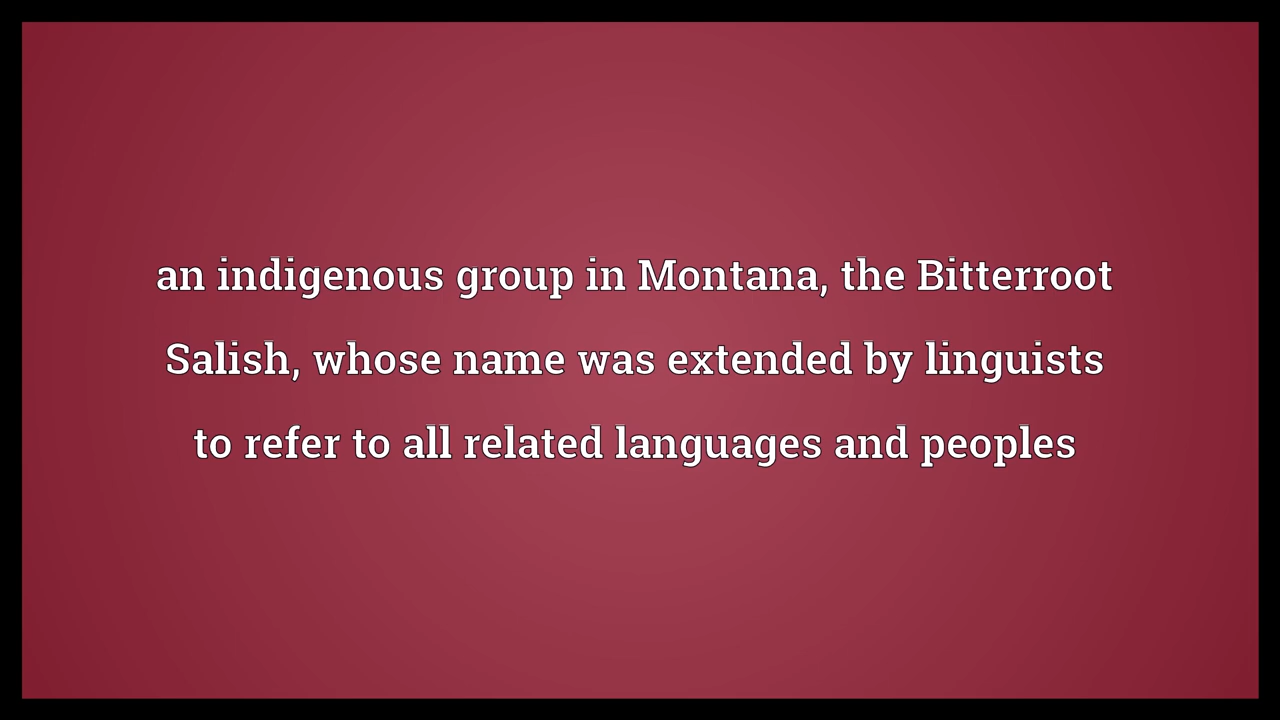 an indigenous group in Montana, the Bitterroot
Salish, whose name was extended by linguists
to refer to all related languages and peoples